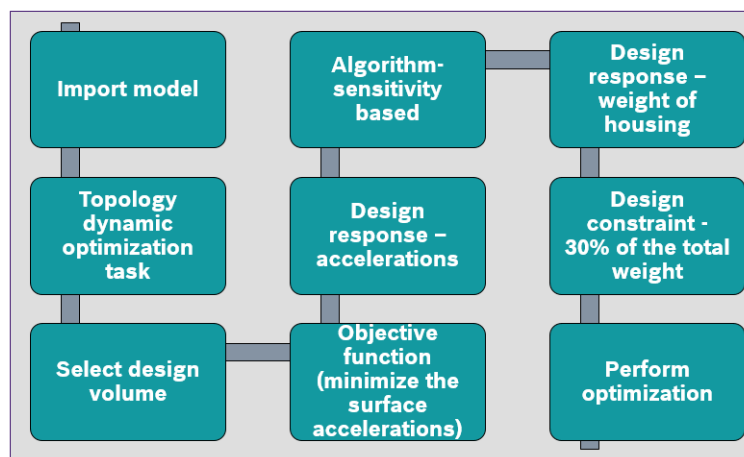 Import model
Topology
dynamic
optimization
task
Select design
volume
Objective
function
(minimize the
surface
accelerations)
Design
response –
accelerations
Algorithm-
sensitivity
based
Design
response –
weight of
housing
Design
constraint -
30% of the total
weight
Perform
optimization